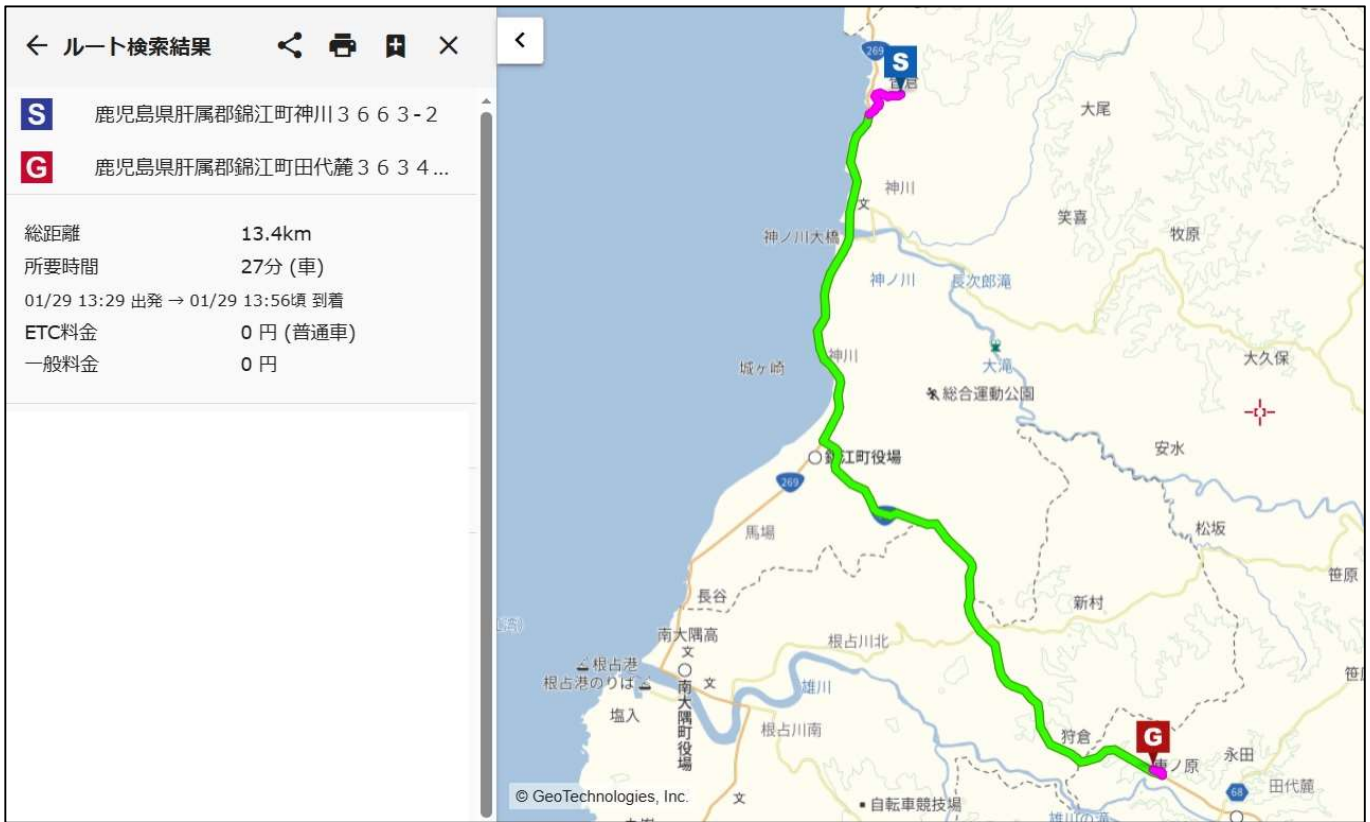 ルート検索結果
S 鹿児島県肝属郡錦江町神川３６６３-２
G 鹿児島県肝属郡錦江町田代麓３６３４...
総距離 13.4km
所要時間 27分 (車)
01/29 13:29 出発 → 01/29 13:56頃 到着
ETC料金 0 円 (普通車)
一般料金 0 円
269
S
大尾
神川
文
笑喜
牧原
神ノ川大橋
神ノ川
長次郎滝
神川
城ヶ崎
大滝
大久保
総合運動公園
安水
錦江町役場
269
馬場
松坂
笹原
長谷
新村
南大隅高
文
根占川北
根占港
根占港のりば
文
南大隅町役場
雄川
塩入
根占川南
狩倉
G
ノ原
永田
68
田代麓
© GeoTechnologies, Inc.
文
自転車競技場
雄川の滝